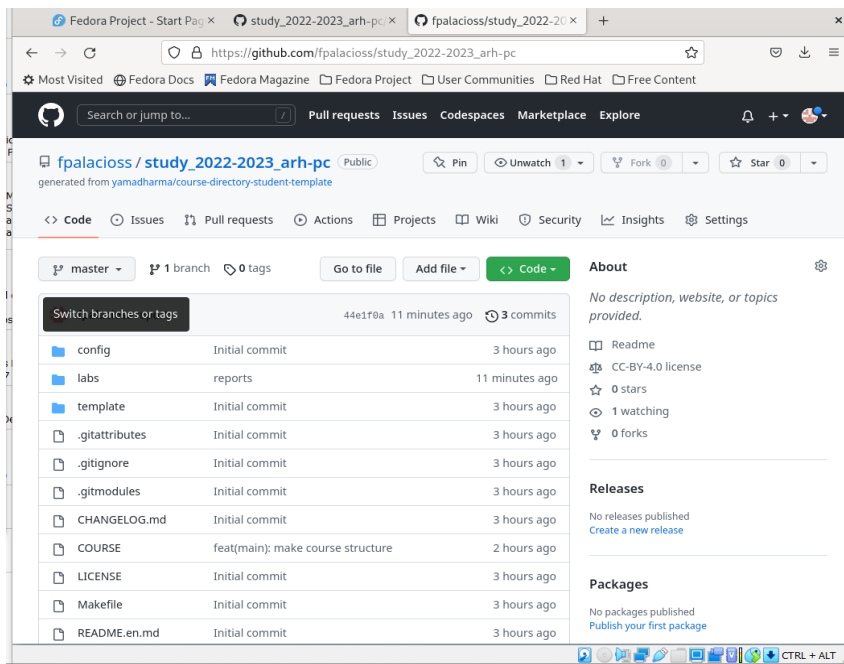 Fedora Project - Start Pag × study_2022-2023_arh-pc/ × fpalacioss/study_2022-20 × + ×
https://github.com/fpalacioss/study_2022-2023_arh-pc
Most Visited Fedora Docs Fedora Magazine Fedora Project User Communities Red Hat Free Content
Search or jump to... / Pull requests Issues Codespaces Marketplace Explore
fpalacioss / study_2022-2023_arh-pc Public Pin Unwatch 1 Fork 0 Star 0
generated from yamadharma/course-directory-student-template
Code Issues Pull requests Actions Projects Wiki Security Insights Settings
master 1 branch 0 tags Go to file Add file <> Code
Switch branches or tags 44e1f0a 11 minutes ago 3 commits
config Initial commit 3 hours ago
labs reports 11 minutes ago
template Initial commit 3 hours ago
.gitattributes Initial commit 3 hours ago
.gitignore Initial commit 3 hours ago
.gitmodules Initial commit 3 hours ago
CHANGELOG.md Initial commit 3 hours ago
COURSE feat(main): make course structure 2 hours ago
LICENSE Initial commit 3 hours ago
Makefile Initial commit 3 hours ago
README.en.md Initial commit 3 hours ago
About
No description, website, or topics
provided.
Readme
CC-BY-4.0 license
0 stars
1 watching
0 forks
Releases
No releases published
Create a new release
Packages
No packages published
Publish your first package
CTRL + ALT